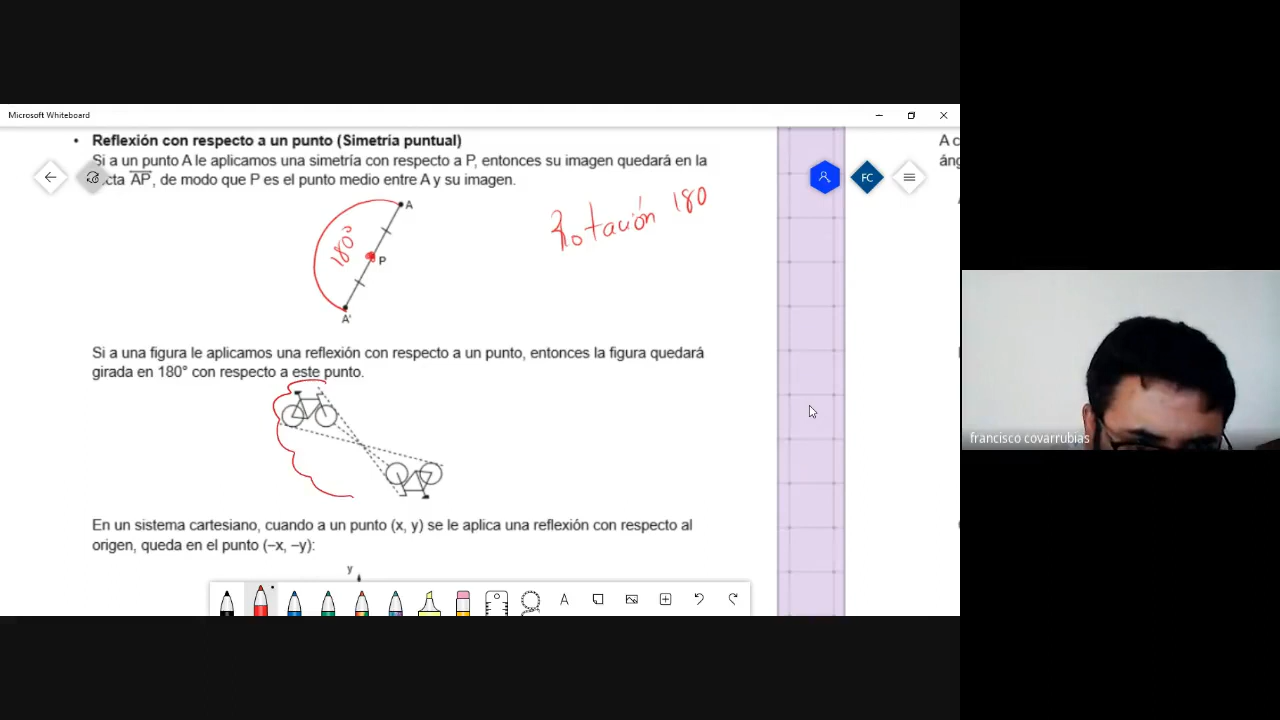 Microsoft Whiteboard
• Reflexión con respecto a un punto (Simetría puntual)
Si a un punto A le aplicamos una simetría con respecto a P, entonces su imagen quedará en la
cta AP, de modo que P es el punto medio entre A y su imagen.
A c
áng
FC
Rotación 180
A
180°
P
A'
Si a una figura le aplicamos una reflexión con respecto a un punto, entonces la figura quedará
girada en 180° con respecto a este punto.
francisco covarrubias
En un sistema cartesiano, cuando a un punto (x, y) se le aplica una reflexión con respecto al
origen, queda en el punto (–x, –y):
y
A